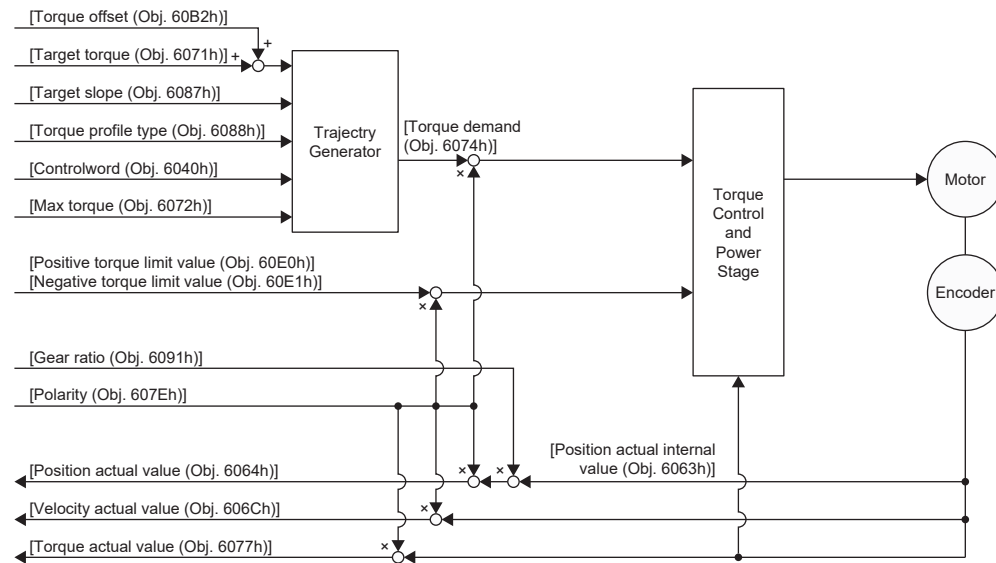 [Torque offset (Obj. 60B2h)]
+
[Target torque (Obj. 6071h)]
+
[Target slope (Obj. 6087h)]
[Torque profile type (Obj. 6088h)]
[Controlword (Obj. 6040h)]
[Max torque (Obj. 6072h)]
Trajectry
Generator
[Torque demand
(Obj. 6074h)]
×
Torque
Control
and
Power
Stage
Motor
Encoder
[Positive torque limit value (Obj. 60E0h)]
[Negative torque limit value (Obj. 60E1h)]
×
[Gear ratio (Obj. 6091h)]
[Polarity (Obj. 607Eh)]
[Position actual internal
value (Obj. 6063h)]
[Position actual value (Obj. 6064h)]
×
×
[Velocity actual value (Obj. 606Ch)]
×
[Torque actual value (Obj. 6077h)]
×